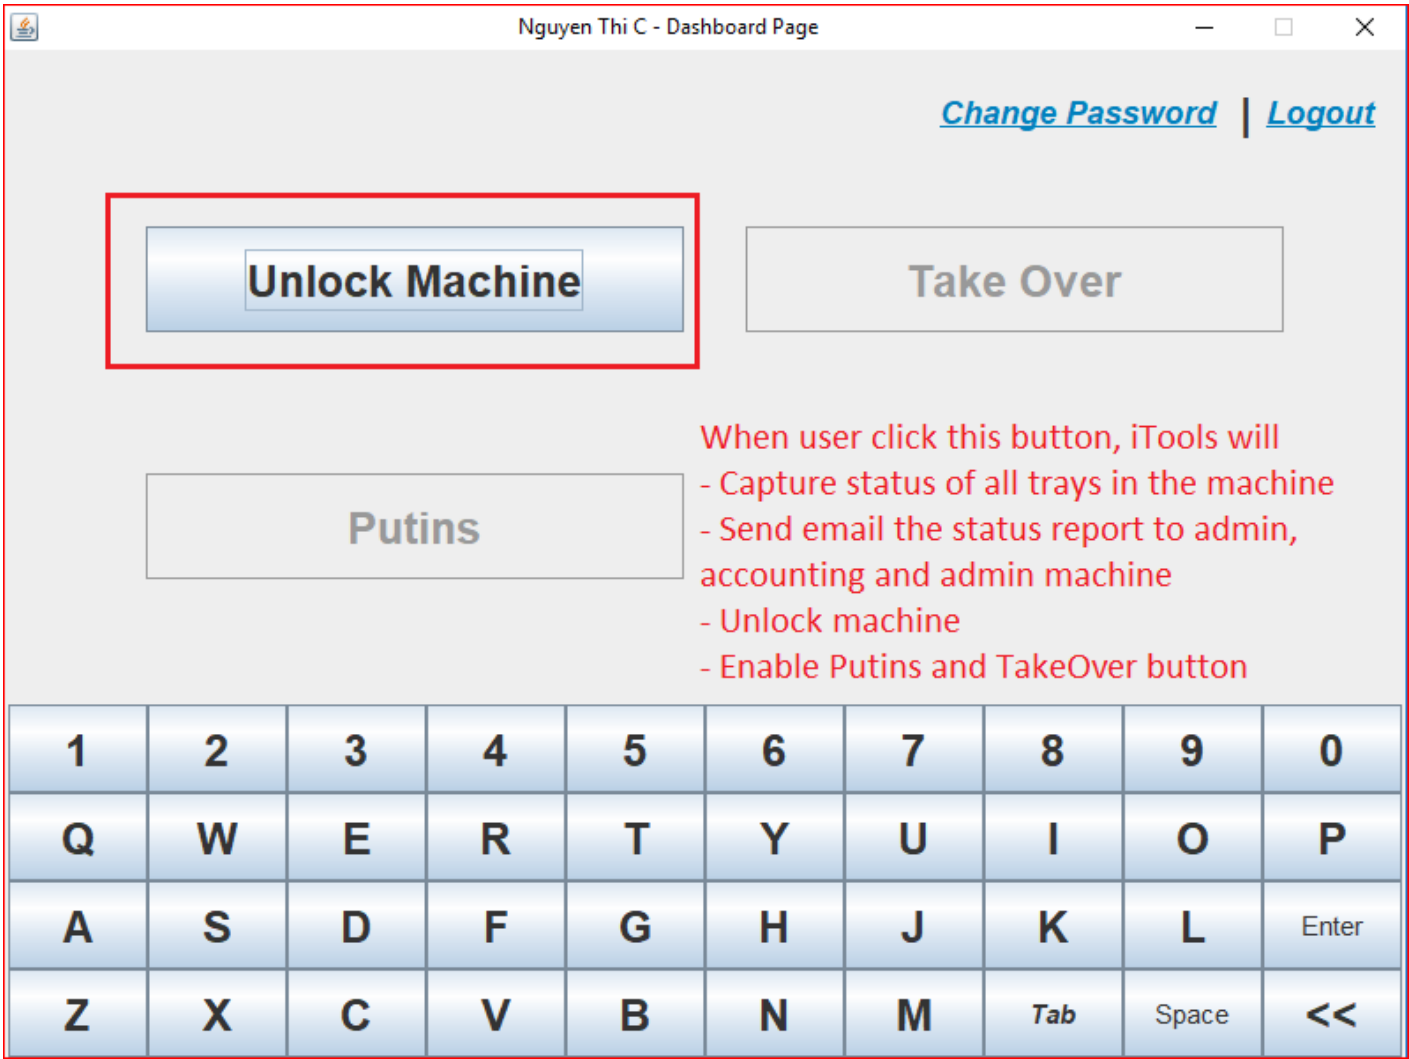 Nguyen Thi C - Dashboard Page
Change Password | Logout
Unlock Machine
Take Over
Putins
When user click this button, iTools will
- Capture status of all trays in the machine
- Send email the status report to admin,
accounting and admin machine
- Unlock machine
- Enable Putins and TakeOver button
1 2 3 4 5 6 7 8 9 0
Q W E R T Y U I O P
A S D F G H J K L Enter
Z X C V B N M Tab Space <<